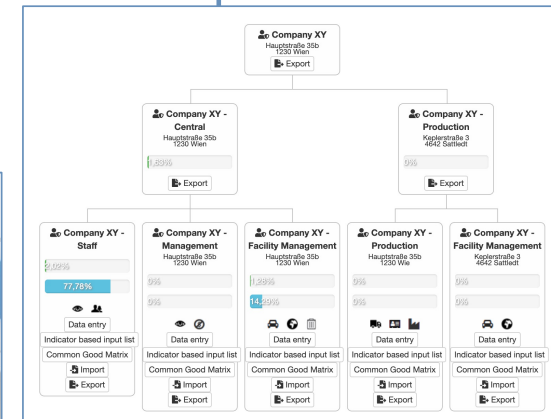 Company XY
Hauptstraße 35b
1230 Wien
Export
Company XY -
Central
Hauptstraße 35b
1230 Wien
1,63%
Export
Company XY -
Production
Keplerstraße 3
4642 Sattledt
0%
Export
Company XY -
Staff
2,02%
77,78%
Data entry
Indicator based input list
Common Good Matrix
Import
Export
Company XY -
Management
Hauptstraße 35b
1230 Wien
0%
0%
Data entry
Indicator based input list
Common Good Matrix
Import
Export
Company XY -
Facility Management
Hauptstraße 35b
1230 Wien
1,28%
14,29%
Data entry
Indicator based input list
Common Good Matrix
Import
Export
Company XY -
Production
Hauptstraße 35b
1230 Wie
0%
0%
Data entry
Indicator based input list
Common Good Matrix
Import
Export
Company XY -
Facility Management
Keplerstraße 3
4642 Sattledt
0%
0%
Data entry
Indicator based input list
Common Good Matrix
Import
Export